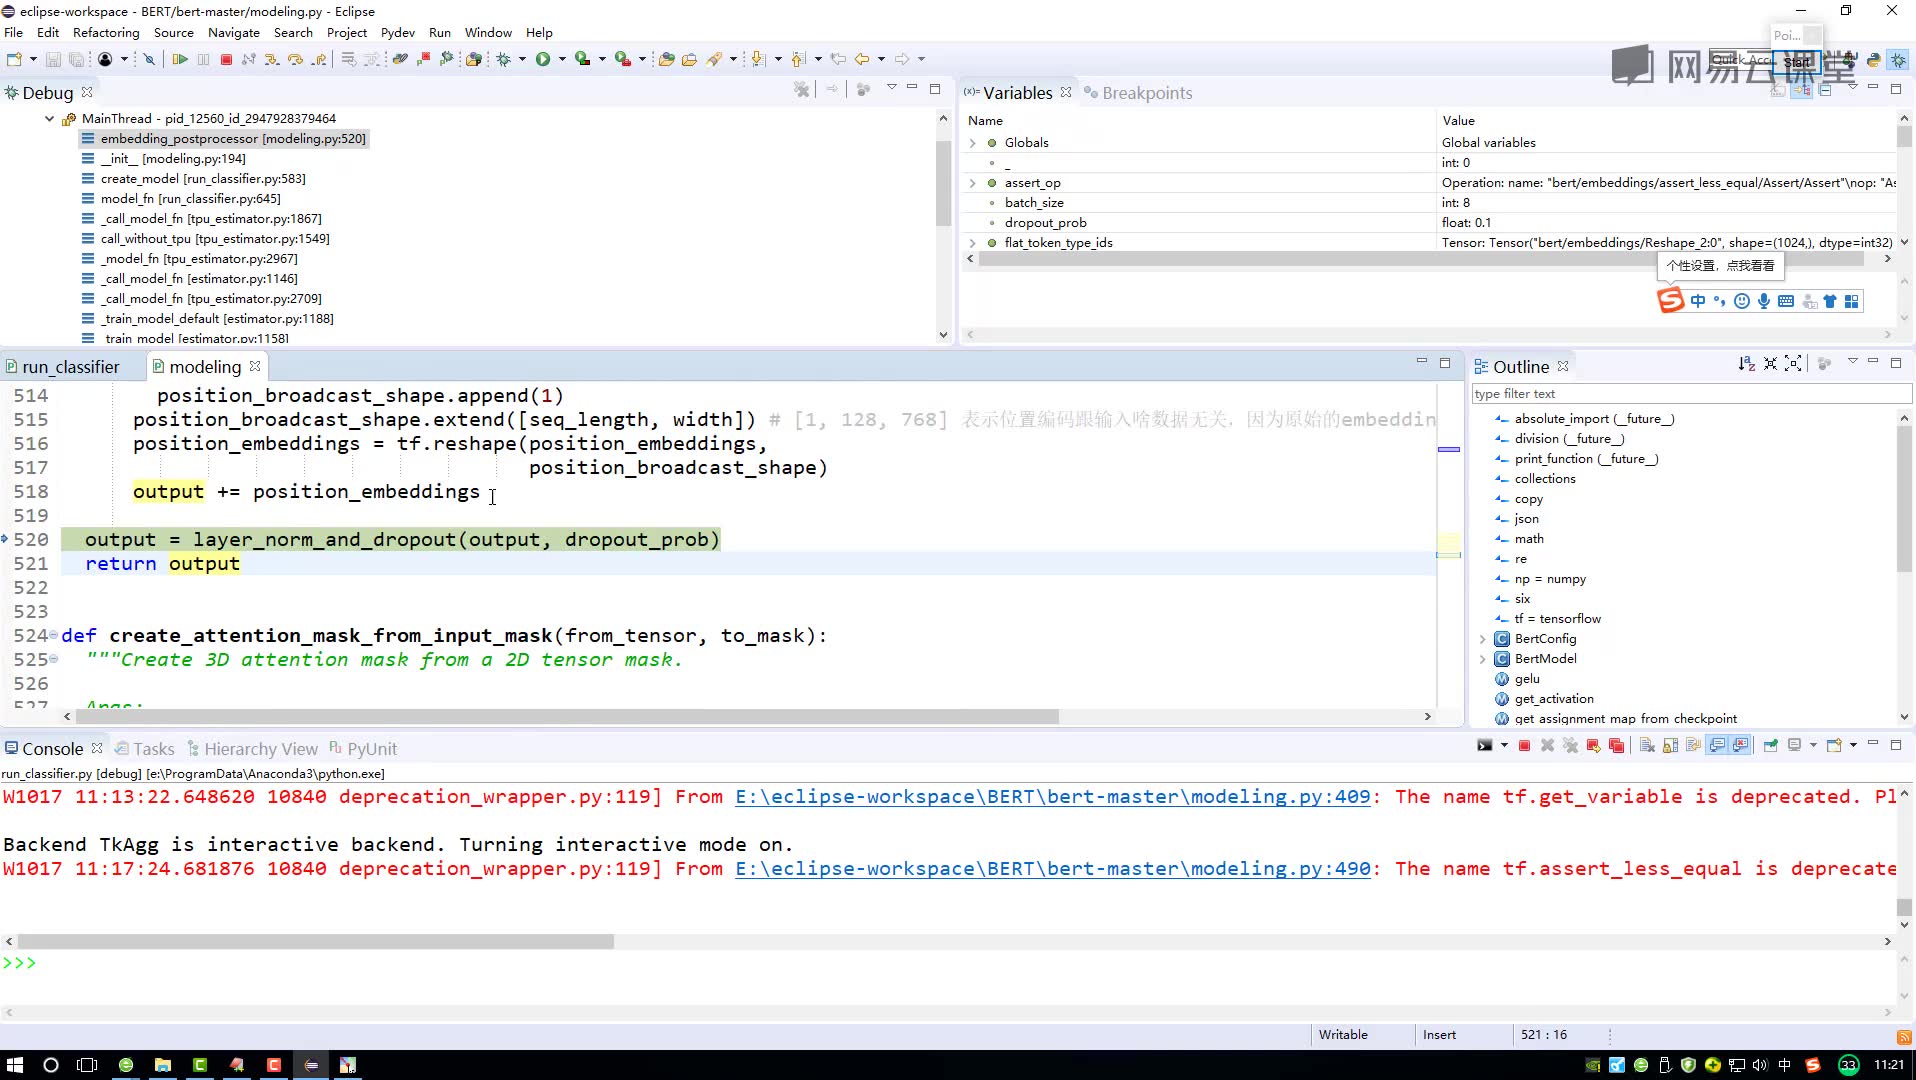 eclipse-workspace - BERT/bert-master/modeling.py - Eclipse
File Edit Refactoring Source Navigate Search Project Pydev Run Window Help
Poi...
Quick Acc
Start
网易云课堂
Debug
MainThread - pid_12560_id_2947928379464
embedding_postprocessor [modeling.py:520]
__init__ [modeling.py:194]
create_model [run_classifier.py:583]
model_fn [run_classifier.py:645]
_call_model_fn [tpu_estimator.py:1867]
call_without_tpu [tpu_estimator.py:1549]
_model_fn [tpu_estimator.py:2967]
_call_model_fn [estimator.py:1146]
_call_model_fn [tpu_estimator.py:2709]
_train_model_default [estimator.py:1188]
_train_model [estimator.py:1158]
(x)= Variables Breakpoints
Name Value
Globals Global variables
_ int: 0
assert_op Operation: name: "bert/embeddings/assert_less_equal/Assert/Assert"\nop: "As
batch_size int: 8
dropout_prob float: 0.1
flat_token_type_ids Tensor: Tensor("bert/embeddings/Reshape_2:0", shape=(1024,), dtype=int32)
个性设置，点我看看
中
run_classifier modeling
514 position_broadcast_shape.append(1)
515 position_broadcast_shape.extend([seq_length, width]) # [1, 128, 768] 表示位置编码跟输入啥数据无关，因为原始的embeddin
516 position_embeddings = tf.reshape(position_embeddings,
517 position_broadcast_shape)
518 output += position_embeddings
519
520 output = layer_norm_and_dropout(output, dropout_prob)
521 return output
522
523
524 def create_attention_mask_from_input_mask(from_tensor, to_mask):
525 """Create 3D attention mask from a 2D tensor mask.
526
527 Args:
Outline
type filter text
absolute_import (__future__)
division (__future__)
print_function (__future__)
collections
copy
json
math
re
np = numpy
six
tf = tensorflow
BertConfig
BertModel
gelu
get_activation
get_assignment_map_from_checkpoint
Console Tasks Hierarchy View PyUnit
run_classifier.py [debug] [e:\ProgramData\Anaconda3\python.exe]
W1017 11:13:22.648620 10840 deprecation_wrapper.py:119] From E:\eclipse-workspace\BERT\bert-master\modeling.py:409: The name tf.get_variable is deprecated. Pl
Backend TkAgg is interactive backend. Turning interactive mode on.
W1017 11:17:24.681876 10840 deprecation_wrapper.py:119] From E:\eclipse-workspace\BERT\bert-master\modeling.py:490: The name tf.assert_less_equal is deprecate
>>>
Writable Insert 521 : 16
中 33 11:21